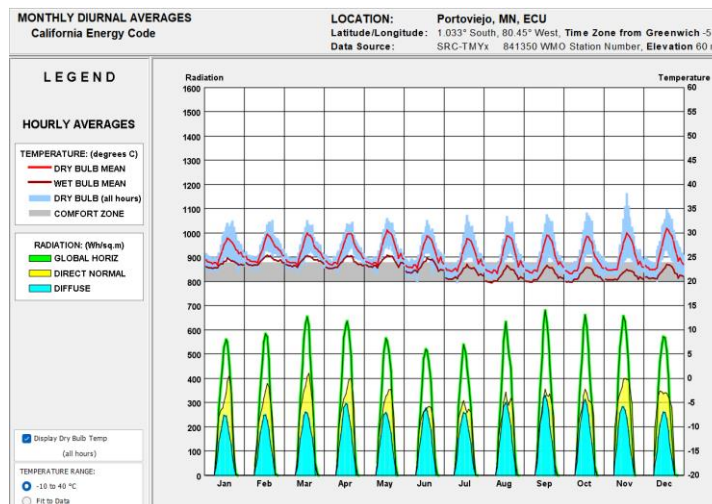 MONTHLY DIURNAL AVERAGES
California Energy Code
LOCATION: Portoviejo, MN, ECU
Latitude/Longitude: 1.033° South, 80.45° West, Time Zone from Greenwich -5
Data Source: SRC-TMYx 841350 WMO Station Number, Elevation 60 m
LEGEND
HOURLY AVERAGES
TEMPERATURE: (degrees C)
DRY BULB MEAN
WET BULB MEAN
DRY BULB (all hours)
COMFORT ZONE
RADIATION: (Wh/sq.m)
GLOBAL HORIZ
DIRECT NORMAL
DIFFUSE
Display Dry Bulb Temp
(all hours)
TEMPERATURE RANGE:
-10 to 40 °C
Fit to Data
Radiation
1600
1500
1400
1300
1200
1100
1000
900
800
700
600
500
400
300
200
100
0
Temperature
60
55
50
45
40
35
30
25
20
15
10
5
0
-5
-10
-15
-20
Jan Feb Mar Apr May Jun Jul Aug Sep Oct Nov Dec